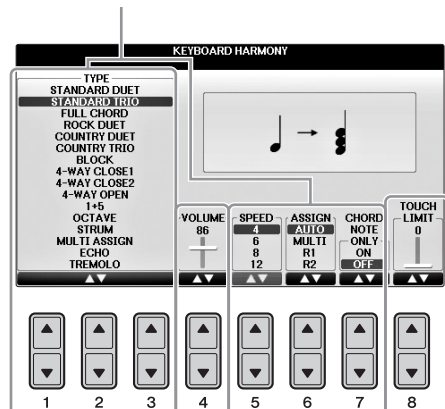 KEYBOARD HARMONY
TYPE
STANDARD DUET
STANDARD TRIO
FULL CHORD
ROCK DUET
COUNTRY DUET
COUNTRY TRIO
BLOCK
4-WAY CLOSE1
4-WAY CLOSE2
4-WAY OPEN
1+5
OCTAVE
STRUM
MULTI ASSIGN
ECHO
TREMOLO
VOLUME
86
SPEED
4
6
8
12
ASSIGN
AUTO
MULTI
R1
R2
CHORD
NOTE
ONLY
ON
OFF
TOUCH
LIMIT
0
1 2 3 4 5 6 7 8